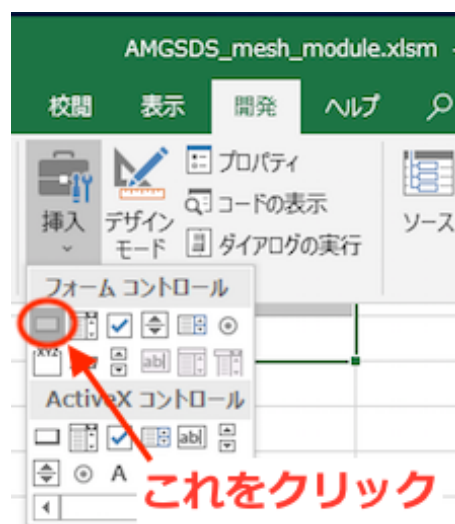 AMGSDS_mesh_module.xlsm -
校閲 表示 開発 ヘルプ
プロパティ
挿入 デザイン モード コードの表示 ソース
ダイアログの実行
フォーム コントロール
XYZ ab|
ActiveX コントロール
ab|
A
これをクリック